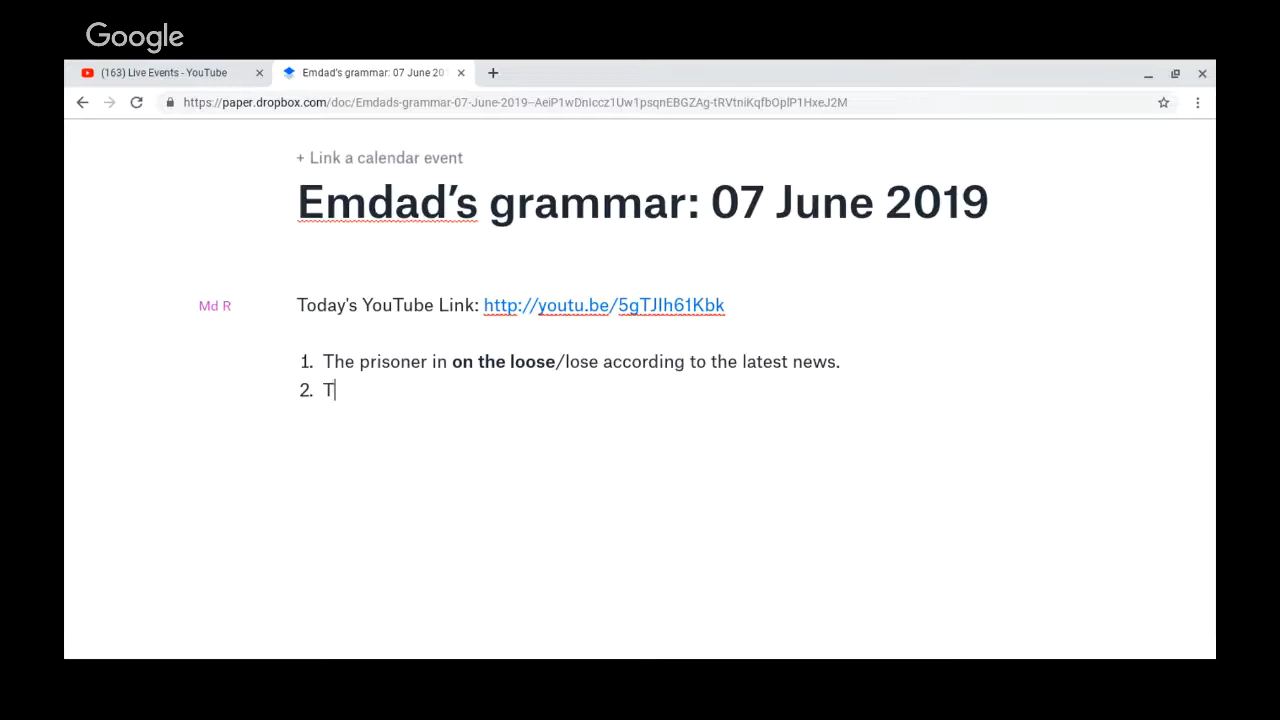 Google
(163) Live Events - YouTube
Emdad's grammar: 07 June 20
https://paper.dropbox.com/doc/Emdads-grammar-07-June-2019--AeiP1wDnIccz1Uw1psqnEBGZAg-tRVtniKqfbOplP1HxeJ2M
+ Link a calendar event
Emdad’s grammar: 07 June 2019
Md R
Today's YouTube Link: http://youtu.be/5gTJIh61Kbk
1. The prisoner in on the loose/lose according to the latest news.
2. T